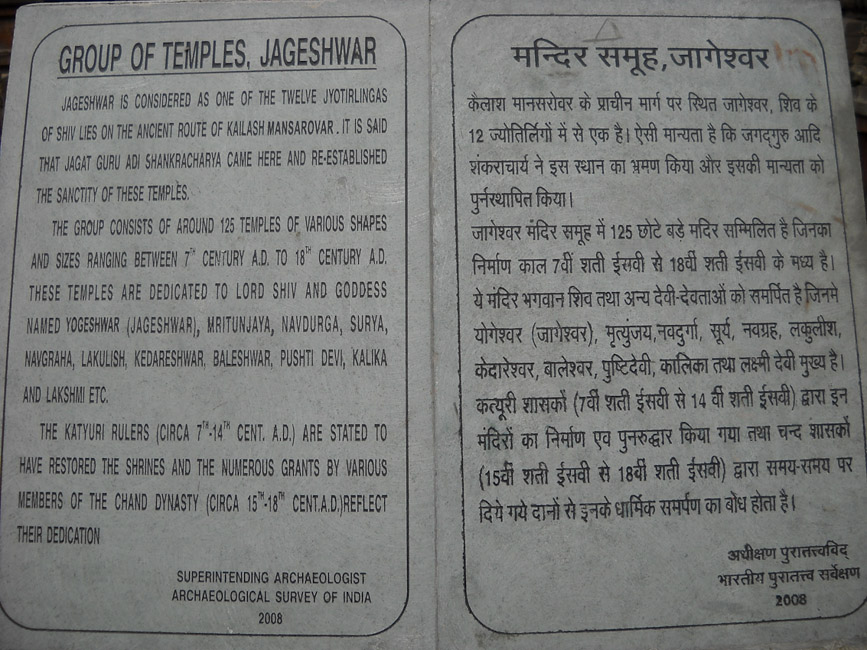 GROUP OF TEMPLES, JAGESHWAR
JAGESHWAR IS CONSIDERED AS ONE OF THE TWELVE JYOTIRLINGAS
OF SHIV LIES ON THE ANCIENT ROUTE OF KAILASH MANSAROVAR. IT IS SAID
THAT JAGAT GURU ADI SHANKRACHARYA CAME HERE AND RE-ESTABLISHED
THE SANCTITY OF THESE TEMPLES.
THE GROUP CONSISTS OF AROUND 125 TEMPLES OF VARIOUS SHAPES
AND SIZES RANGING BETWEEN 7TH CENTURY A.D. TO 18TH CENTURY A.D.
THESE TEMPLES ARE DEDICATED TO LORD SHIV AND GODDESS
NAMED YOGESHWAR (JAGESHWAR), MRITUNJAYA, NAVDURGA, SURYA,
NAVGRAHA, LAKULISH, KEDARESHWAR, BALESHWAR, PUSHTI DEVI, KALIKA
AND LAKSHMI ETC.
THE KATYURI RULERS (CIRCA 7TH-14TH CENT. A.D.) ARE STATED TO
HAVE RESTORED THE SHRINES AND THE NUMEROUS GRANTS BY VARIOUS
MEMBERS OF THE CHAND DYNASTY (CIRCA 15TH-18TH CENT.A.D.)REFLECT
THEIR DEDICATION
SUPERINTENDING ARCHAEOLOGIST
ARCHAEOLOGICAL SURVEY OF INDIA
2008
मन्दिर समूह,जागेश्वर
कैलाश मानसरोवर के प्राचीन मार्ग पर स्थित जागेश्वर, शिव के
12 ज्योतिर्लिगों में से एक है। ऐसी मान्यता है कि जगद्गुरु आदि
शंकराचार्य ने इस स्थान का भ्रमण किया और इसकी मान्यता को
पुर्नस्थापित किया।
जागेश्वर मंदिर समूह में 125 छोटे बड़े मदिर सम्मिलित है जिनका
निर्माण काल 7वीं शती ईसवी से 18वीं शती ईसवी के मध्य है।
ये मंदिर भगवान शिव तथा अन्य देवी-देवताओं को समर्पित है जिनमे
योगेश्वर (जागेश्वर), मृत्युंजय,नवदुर्गा, सूर्य, नवग्रह, लकुलीश,
केदारेश्वर, बालेश्वर, पुष्टिदेवी, कालिका तथा लक्ष्मी देवी मुख्य है।
कत्यूरी शासकों (7वीं शती ईसवी से 14 वीं शती ईसवी) द्वारा इन
मंदिरों का निर्माण एव पुनरुद्धार किया गया तथा चन्द शासकों
(15वीं शती ईसवी से 18वीं शती ईसवी) द्वारा समय-समय पर
दिये गये दानों से इनके धार्मिक समर्पण का बोध होता है।
अधीक्षण पुरातत्त्वविद्
भारतीय पुरातत्त्व सर्वेक्षण
2008